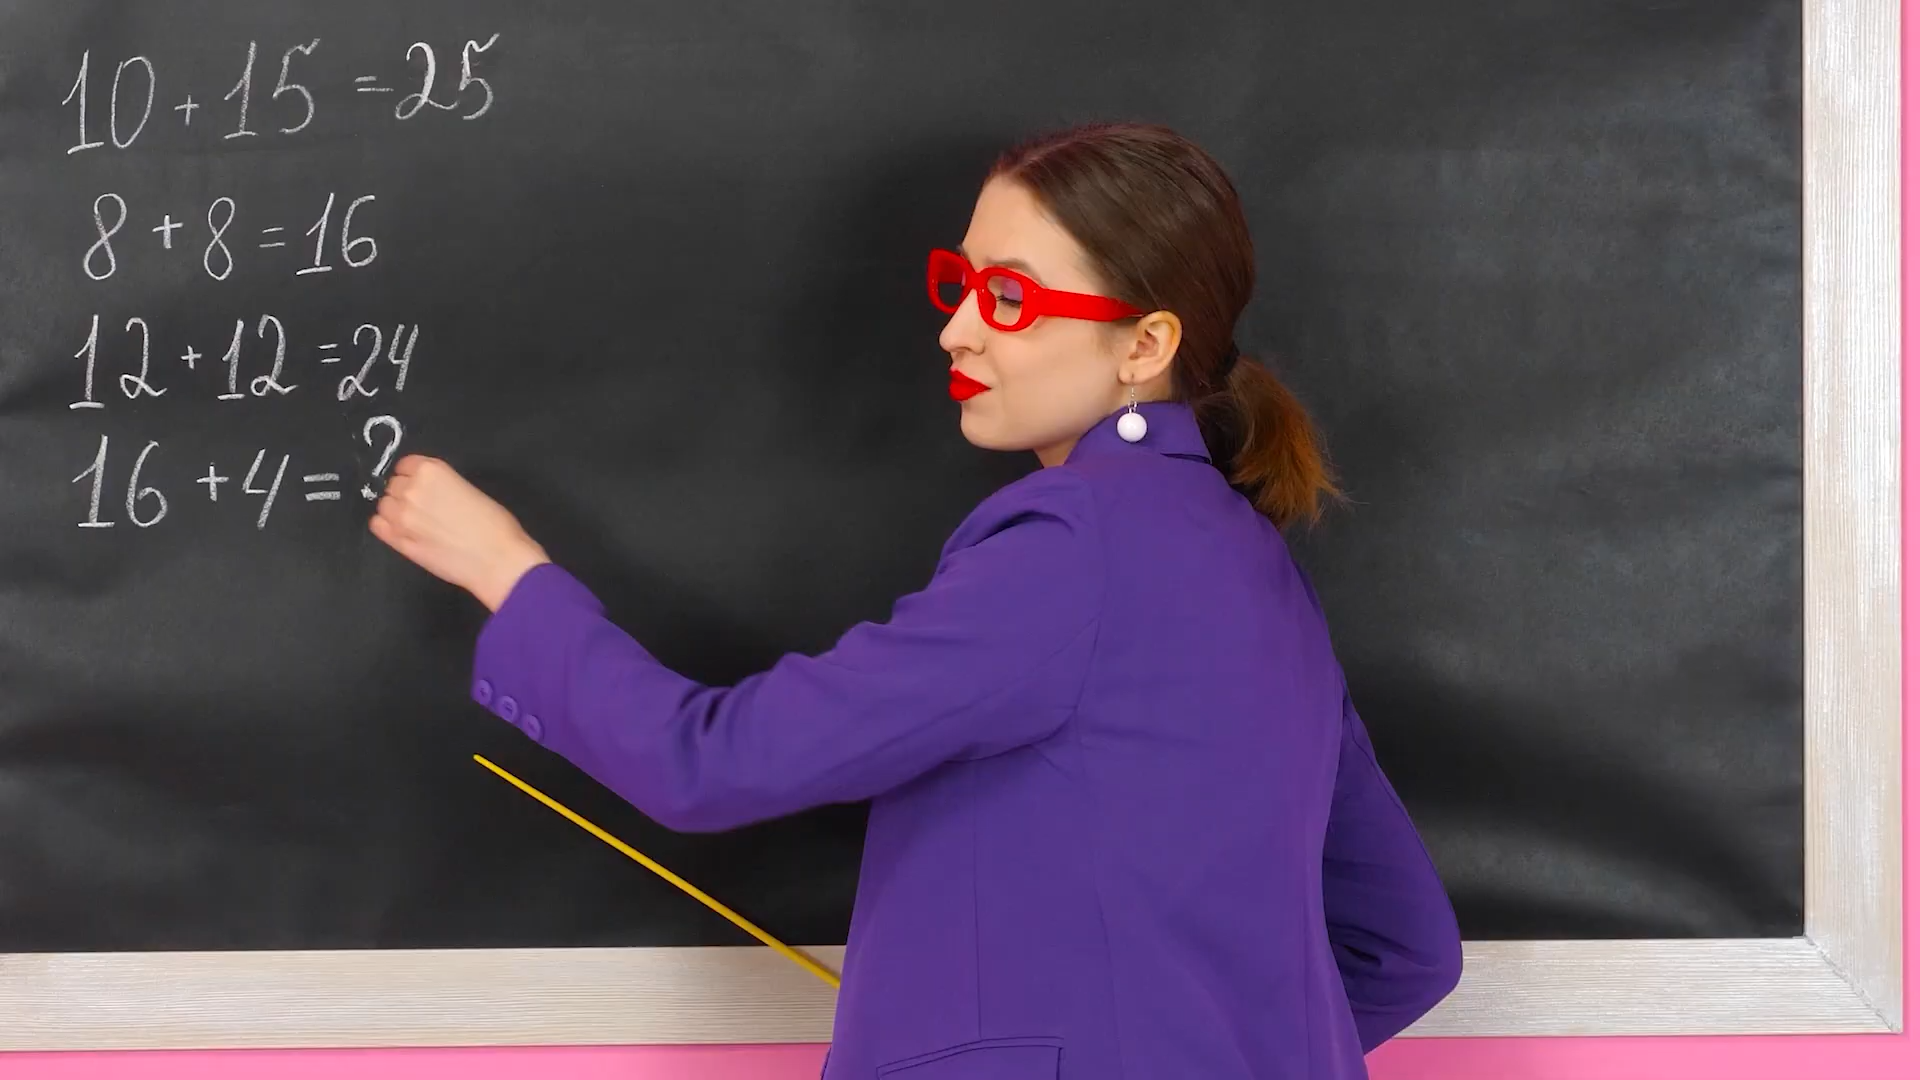 10 + 15 = 25
8 + 8 = 16
12 + 12 = 24
16 + 4 = ?